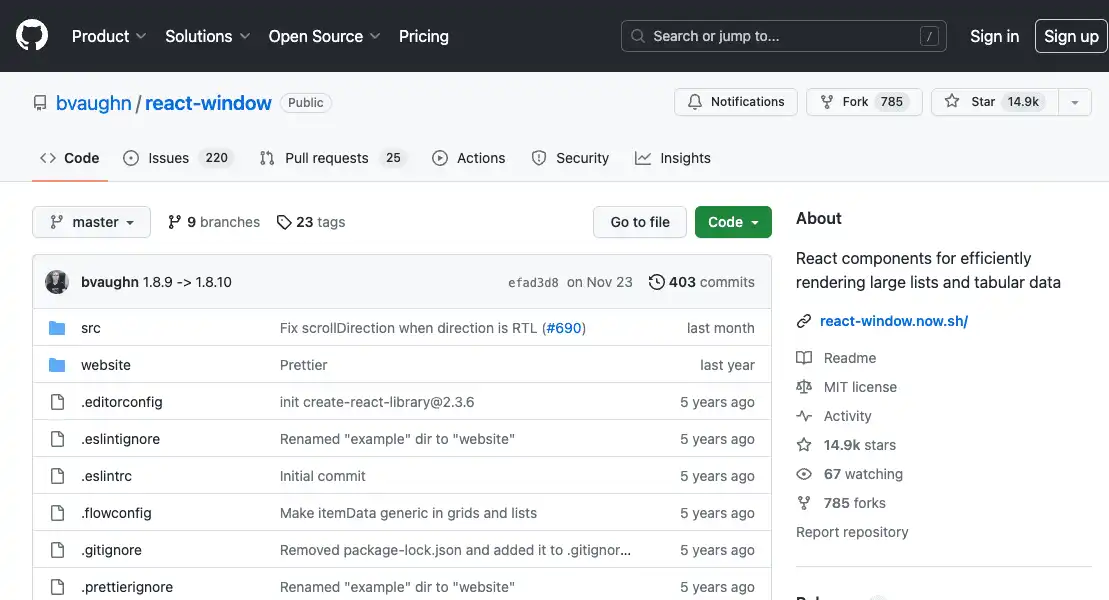 Product Solutions Open Source Pricing Search or jump to... / Sign in Sign up
bvaughn / react-window Public Notifications Fork 785 Star 14.9k
Code Issues 220 Pull requests 25 Actions Security Insights
master 9 branches 23 tags Go to file Code
bvaughn 1.8.9 -> 1.8.10 efad3d8 on Nov 23 403 commits
src Fix scrollDirection when direction is RTL (#690) last month
website Prettier last year
.editorconfig init create-react-library@2.3.6 5 years ago
.eslintignore Renamed "example" dir to "website" 5 years ago
.eslintrc Initial commit 5 years ago
.flowconfig Make itemData generic in grids and lists 5 years ago
.gitignore Removed package-lock.json and added it to .gitignor... 5 years ago
.prettierignore Renamed "example" dir to "website" 5 years ago
About
React components for efficiently
rendering large lists and tabular data
react-window.now.sh/
Readme
MIT license
Activity
14.9k stars
67 watching
785 forks
Report repository